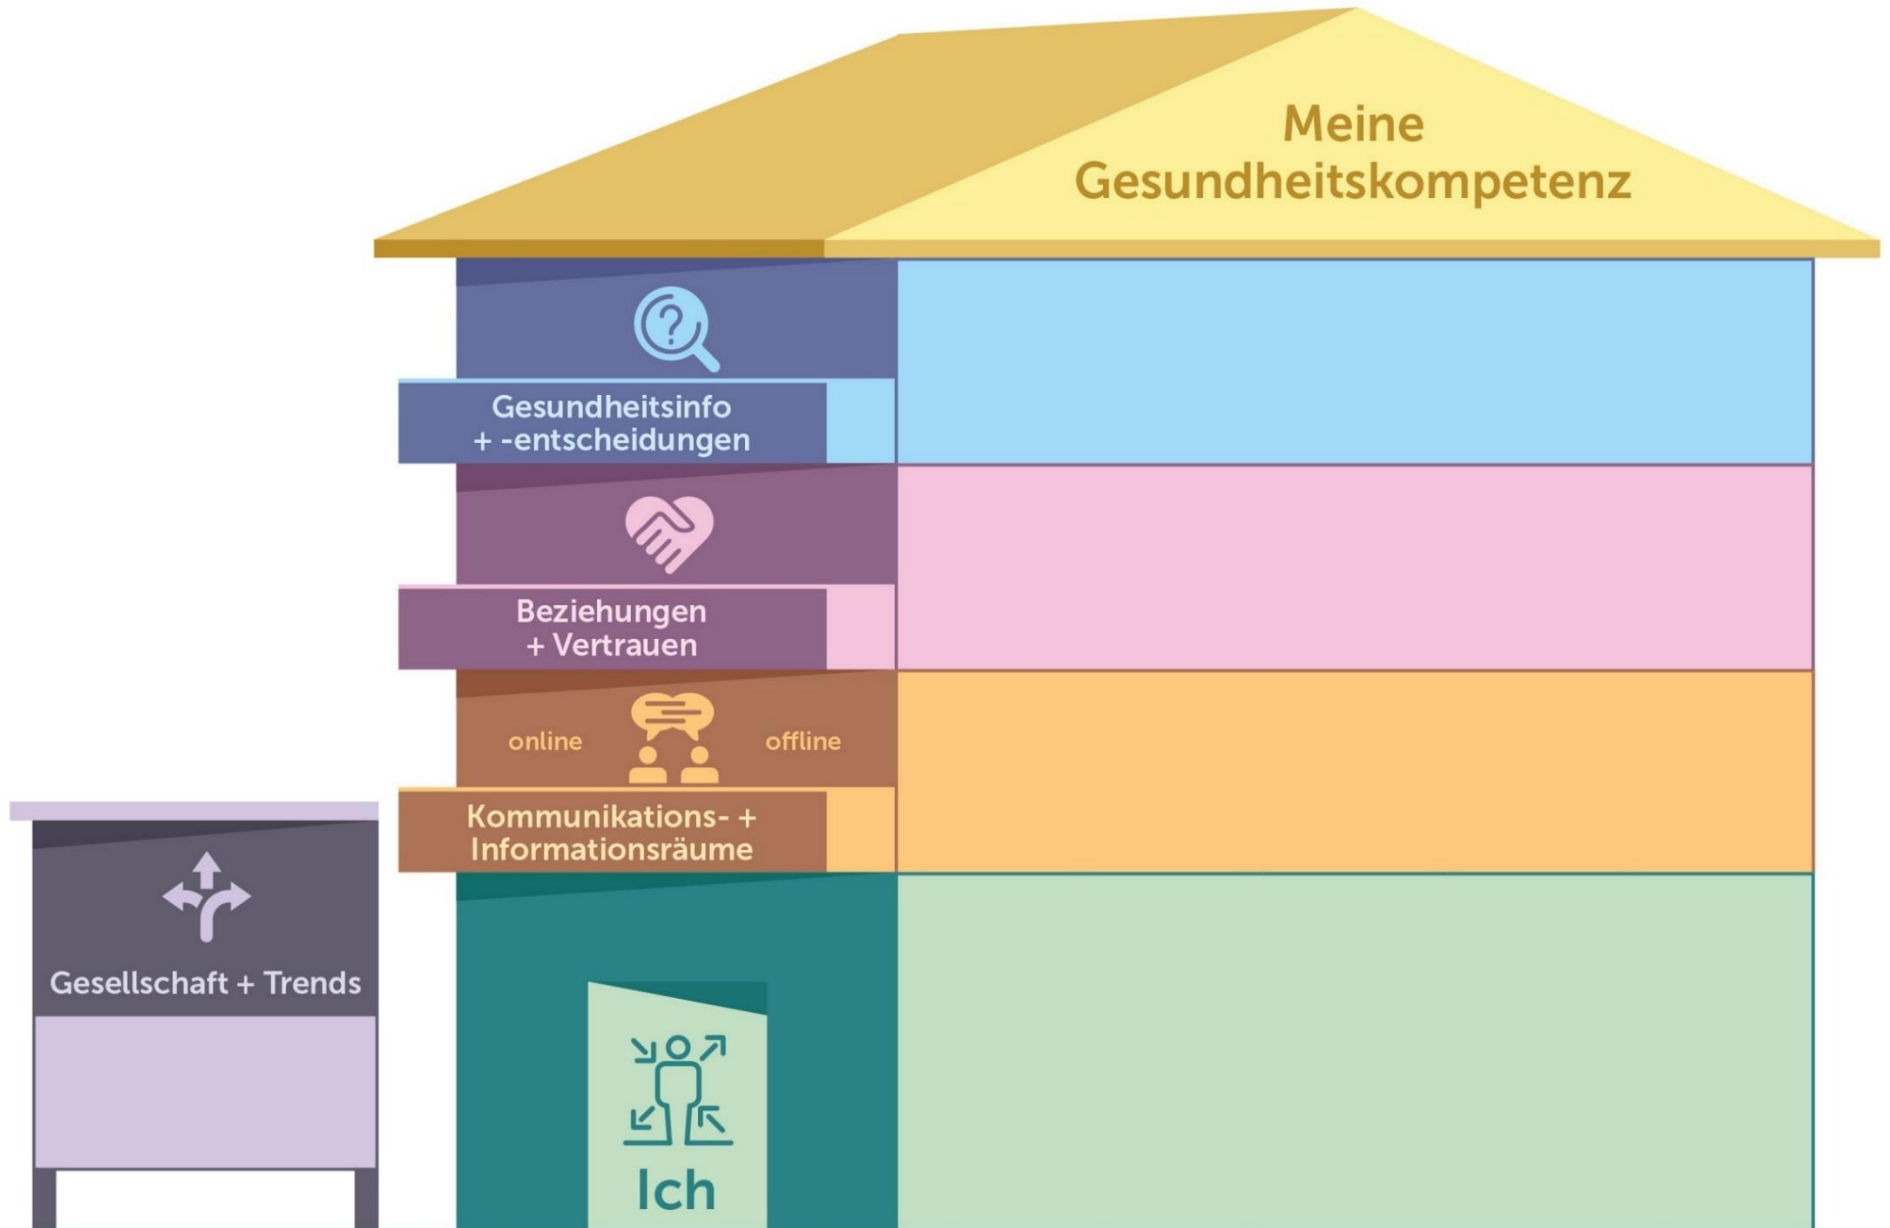 Meine
Gesundheitskompetenz
?
Gesundheitsinfo
+ -entscheidungen
Beziehungen
+ Vertrauen
online offline
Kommunikations- +
Informationsräume
Gesellschaft + Trends
Ich